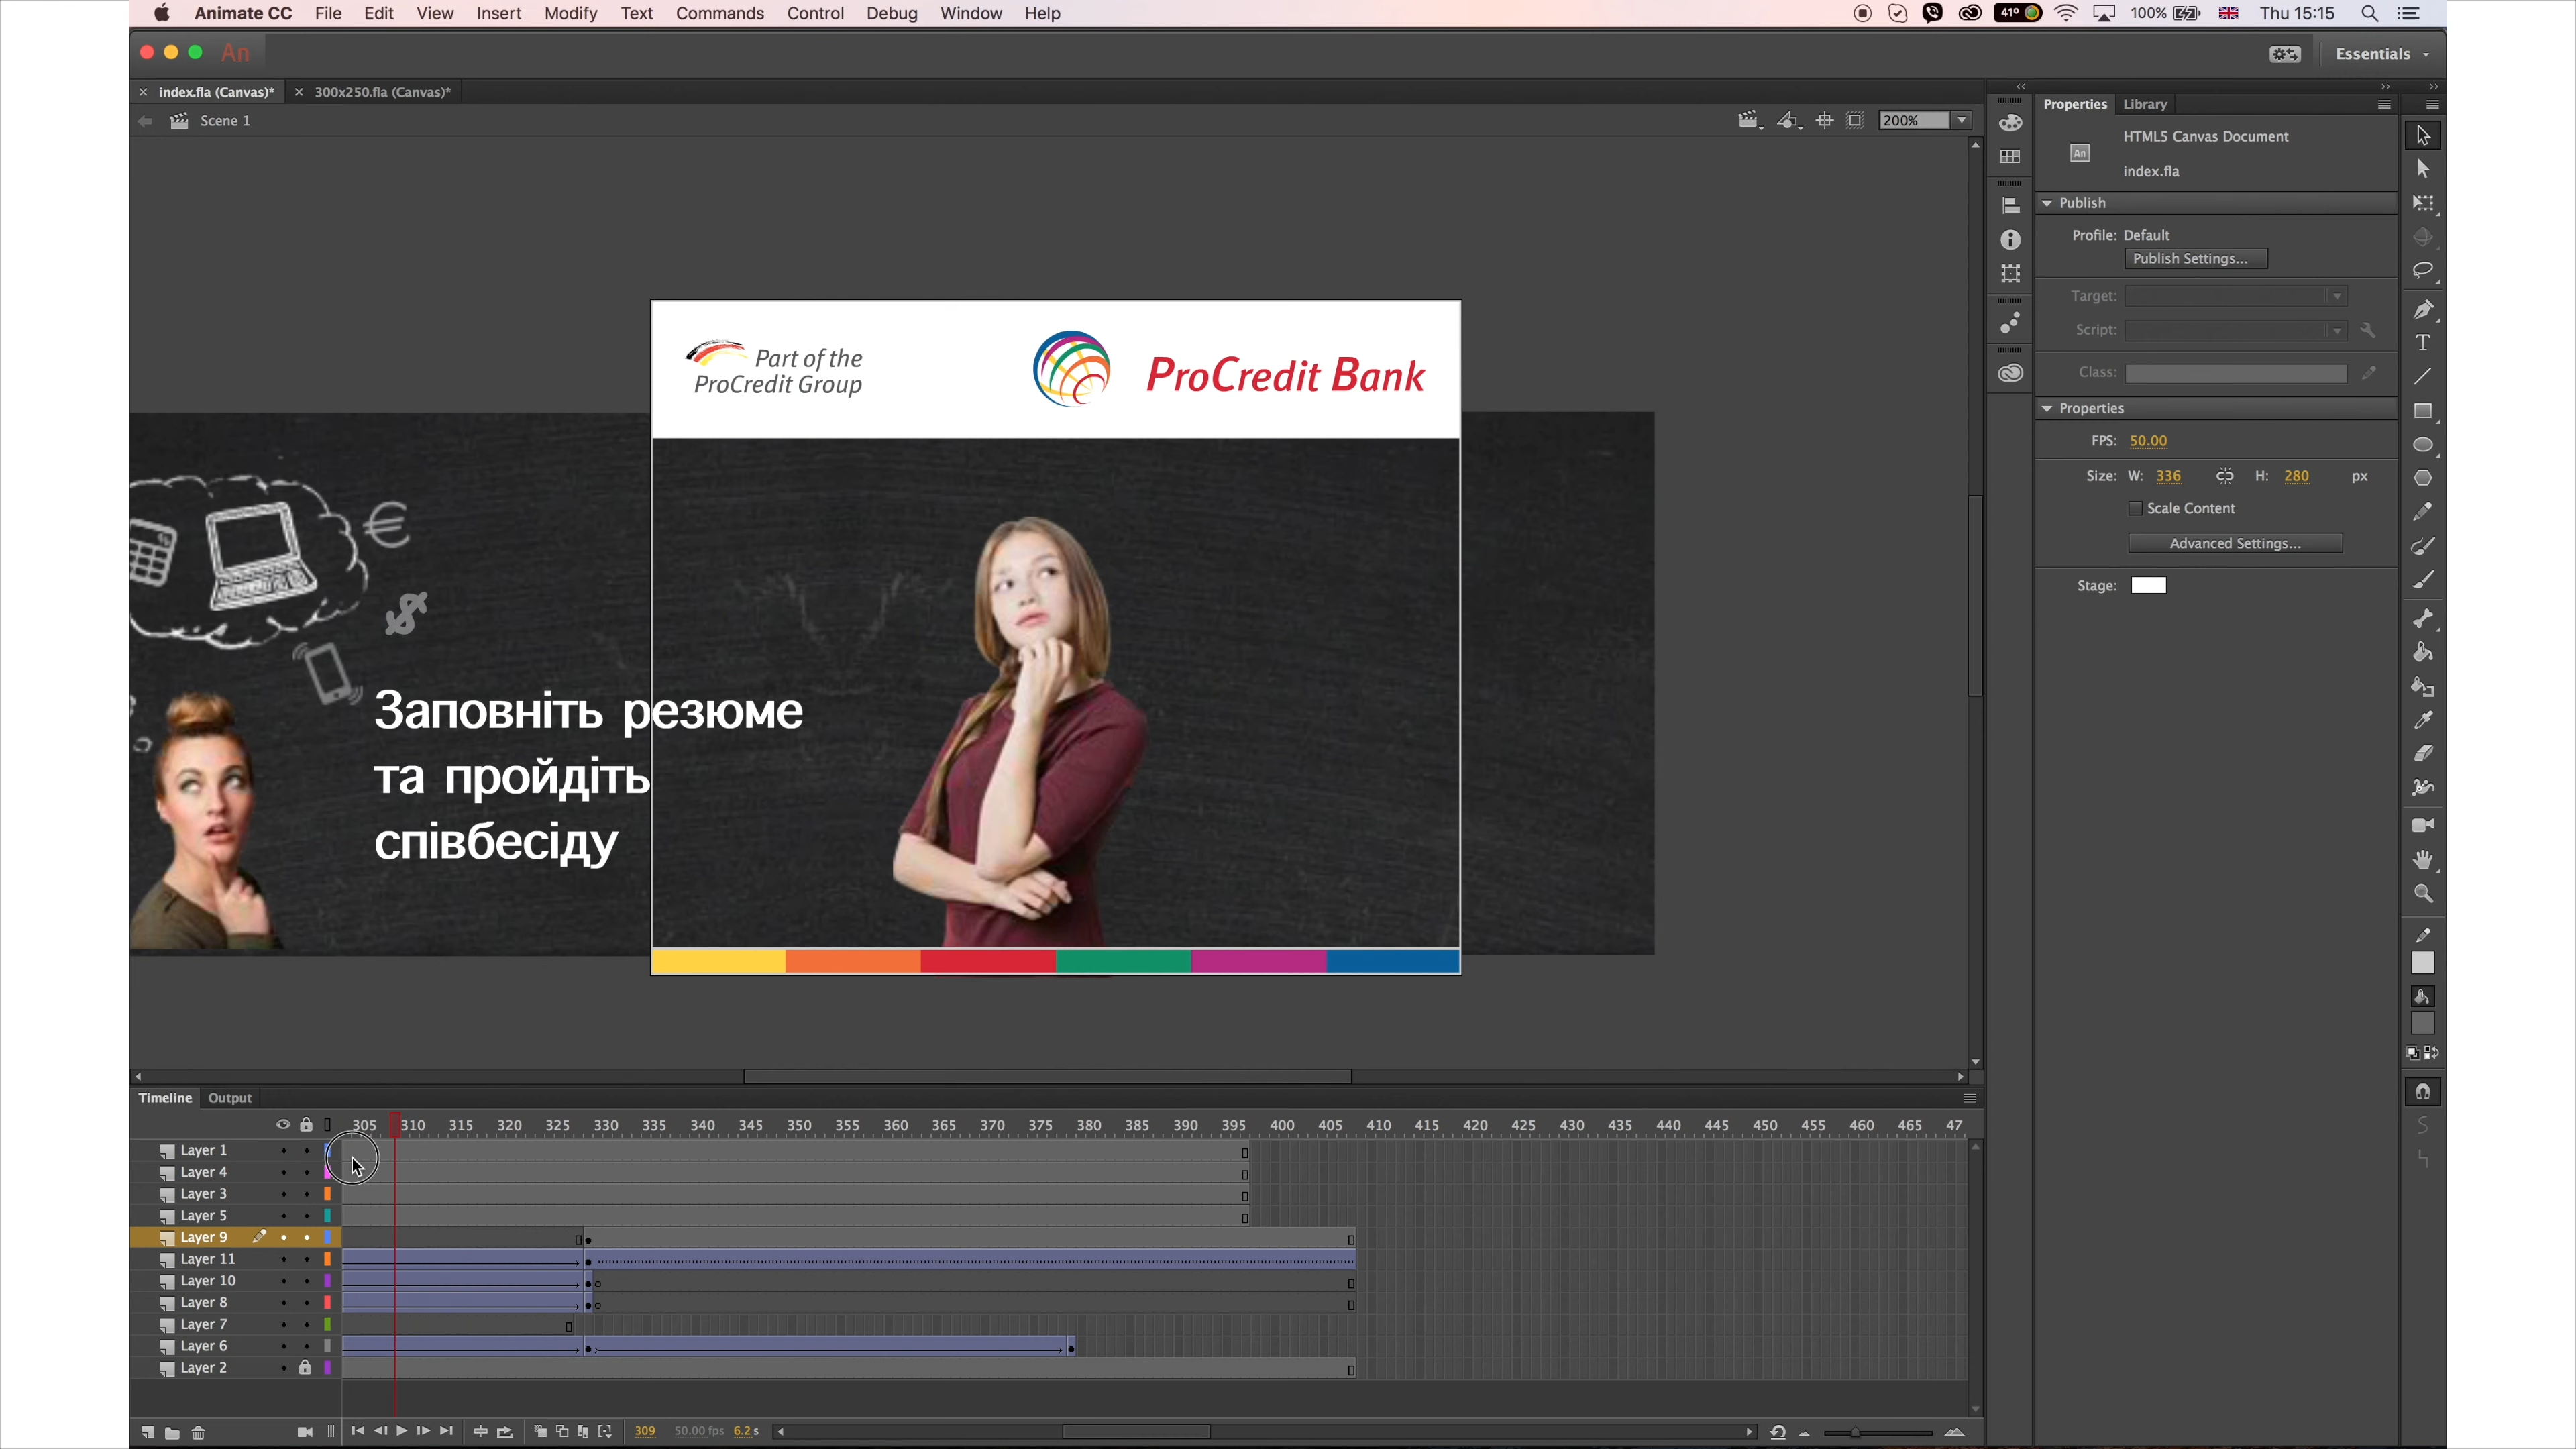 Animate CC File Edit View Insert Modify Text Commands Control Debug Window Help 41° 100% Thu 15:15
An Essentials
index.fla (Canvas)* 300x250.fla (Canvas)*
Scene 1 200%
Properties Library
HTML5 Canvas Document
An
index.fla
Publish
Profile: Default
Publish Settings...
Target:
Script:
Class:
Properties
FPS: 50.00
Size: W: 336 H: 280 px
Scale Content
Advanced Settings...
Stage:
Part of the
ProCredit Group
ProCredit Bank
€
$
Заповніть резюме
та пройдіть
співбесіду
Timeline Output
305 310 315 320 325 330 335 340 345 350 355 360 365 370 375 380 385 390 395 400 405 410 415 420 425 430 435 440 445 450 455 460 465 47
Layer 1
Layer 4
Layer 3
Layer 5
Layer 9
Layer 11
Layer 10
Layer 8
Layer 7
Layer 6
Layer 2
309 50.00 fps 6.2 s